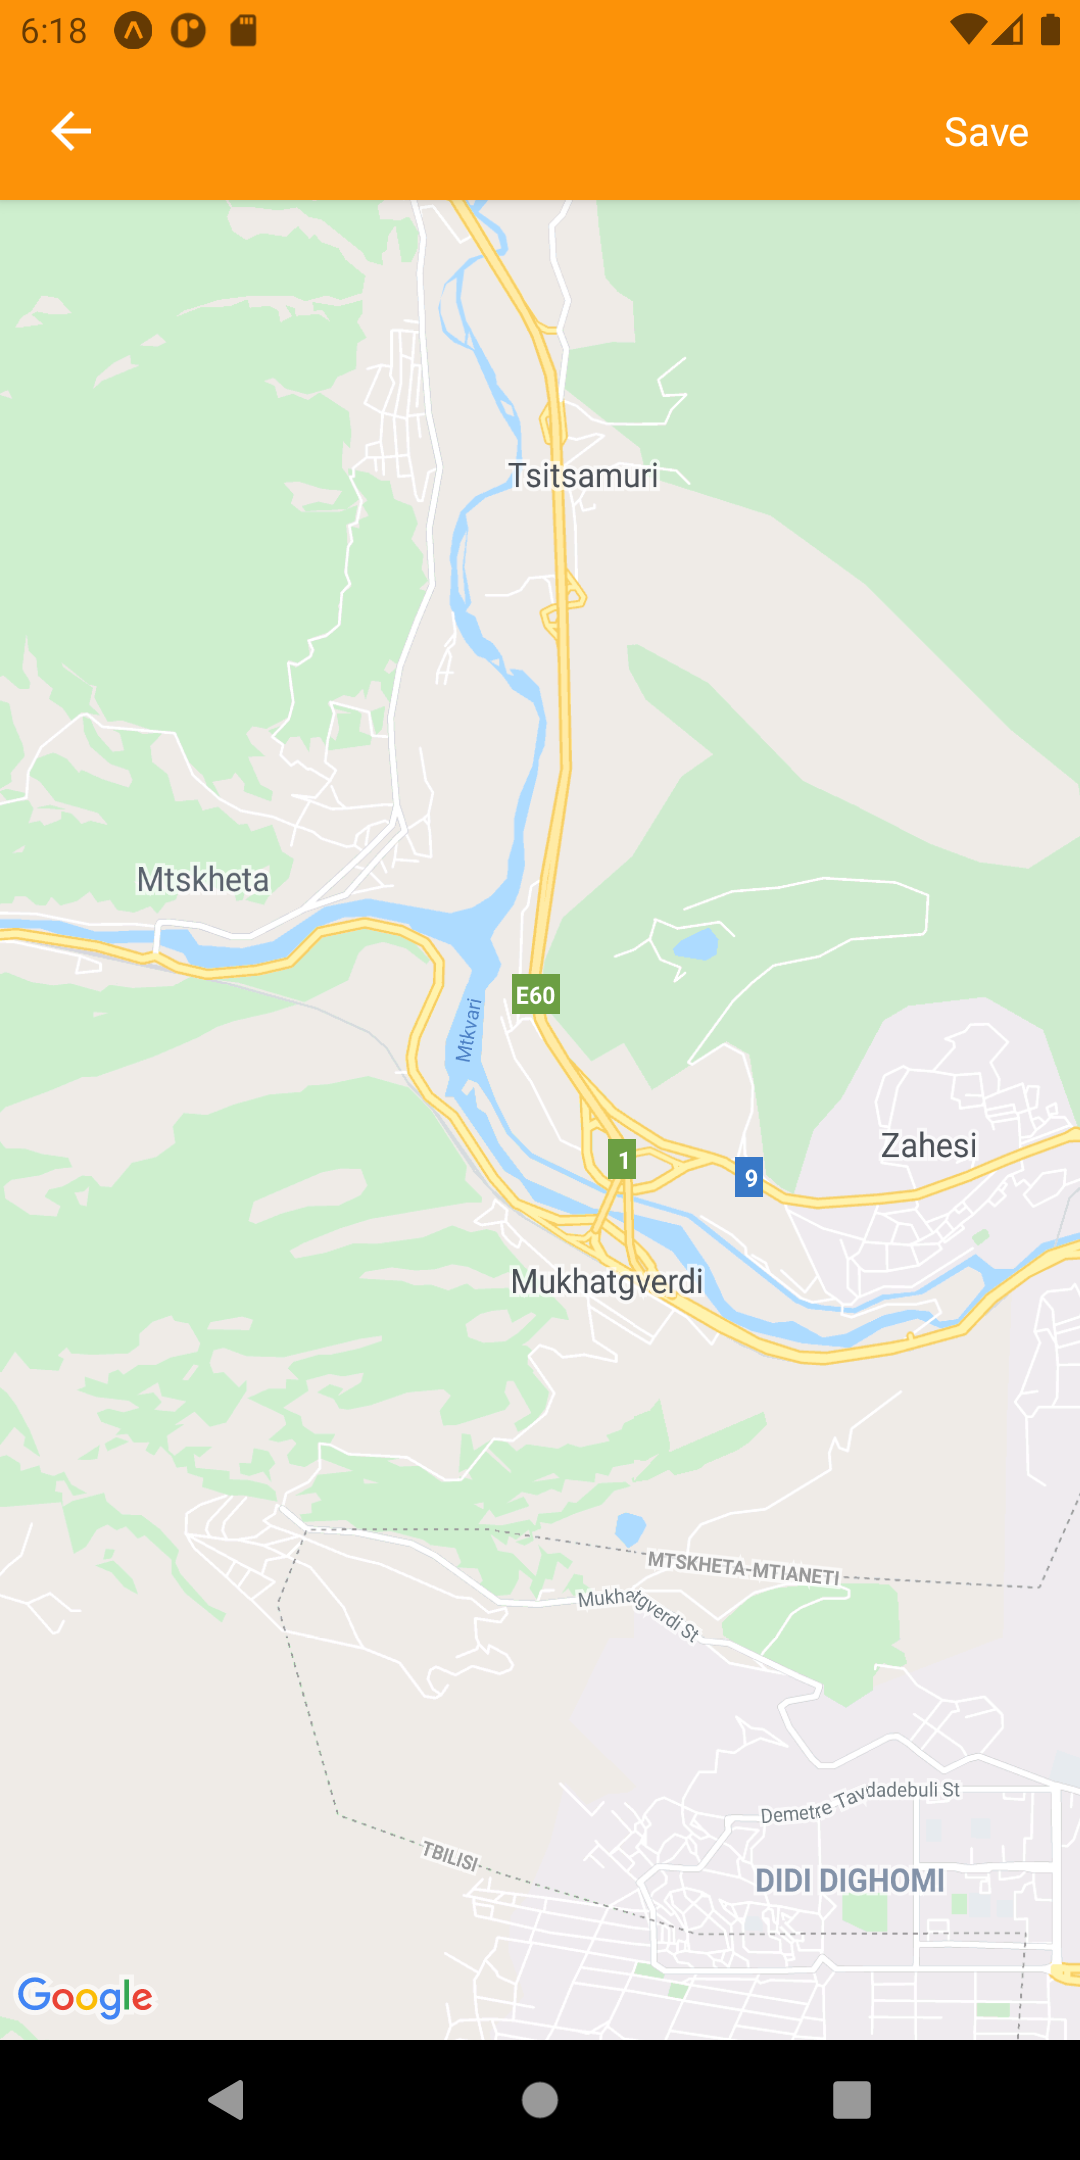 6:18
Save
Tsitsamuri
Mtskheta
E60
Mtkvari
Zahesi
1
9
Mukhatgverdi
MTSKHETA-MTIANETI
Mukhatgverdi St
Demetre Tavdadebuli St
TBILISI
DIDI DIGHOMI
Google